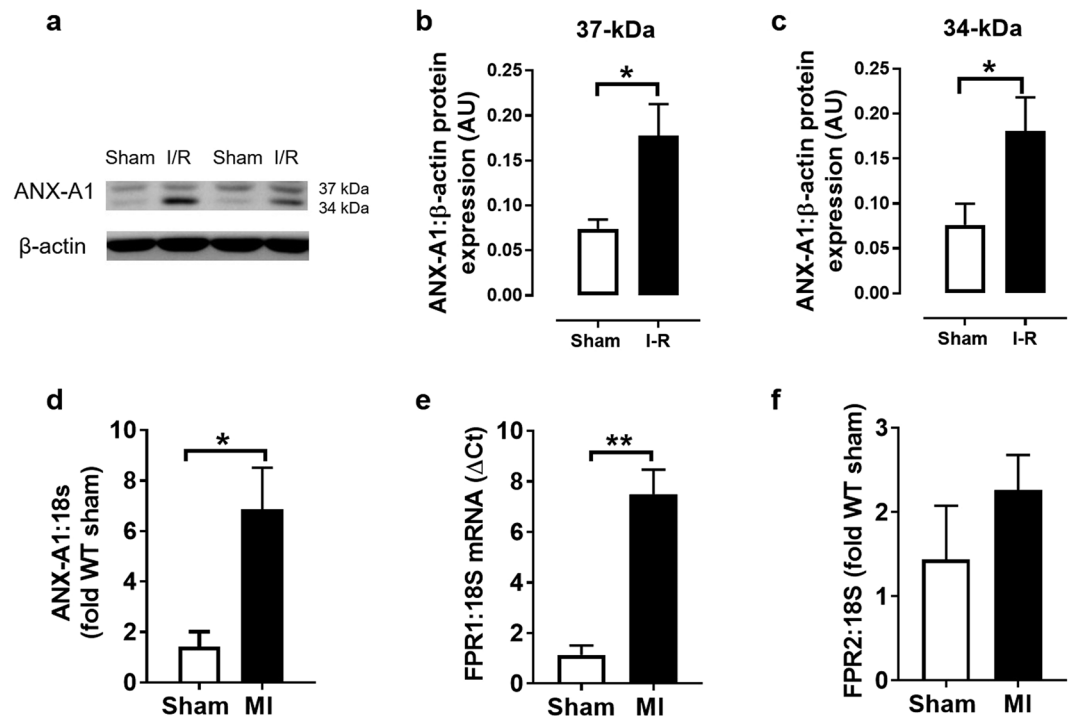 a
Sham I/R Sham I/R
ANX-A1
37 kDa
34 kDa
β-actin
b
37-kDa
ANX-A1:β-actin protein
expression (AU)
0.25
0.20
0.15
0.10
0.05
0.00
*
Sham I-R
c
34-kDa
ANX-A1:β-actin protein
expression (AU)
0.25
0.20
0.15
0.10
0.05
0.00
*
Sham I-R
d
ANX-A1:18s
(fold WT sham)
10
8
6
4
2
0
*
Sham MI
e
FPR1:18S mRNA (ΔCt)
10
8
6
4
2
0
**
Sham MI
f
FPR2:18S (fold WT sham)
3
2
1
0
Sham MI